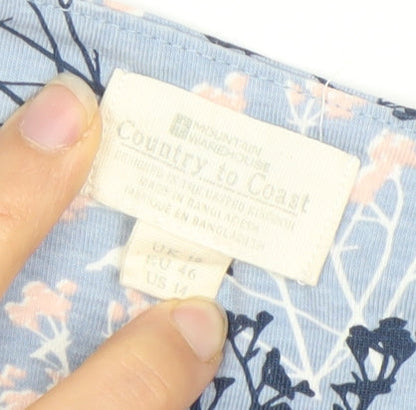 MOUNTAIN
WAREHOUSE
Country to Coast
DESIGNED IN THE UNITED KINGDOM
MADE IN BANGLADESH
FABRIQUÉ EN
BANGLADESH
UK 18
EU 46
US 14